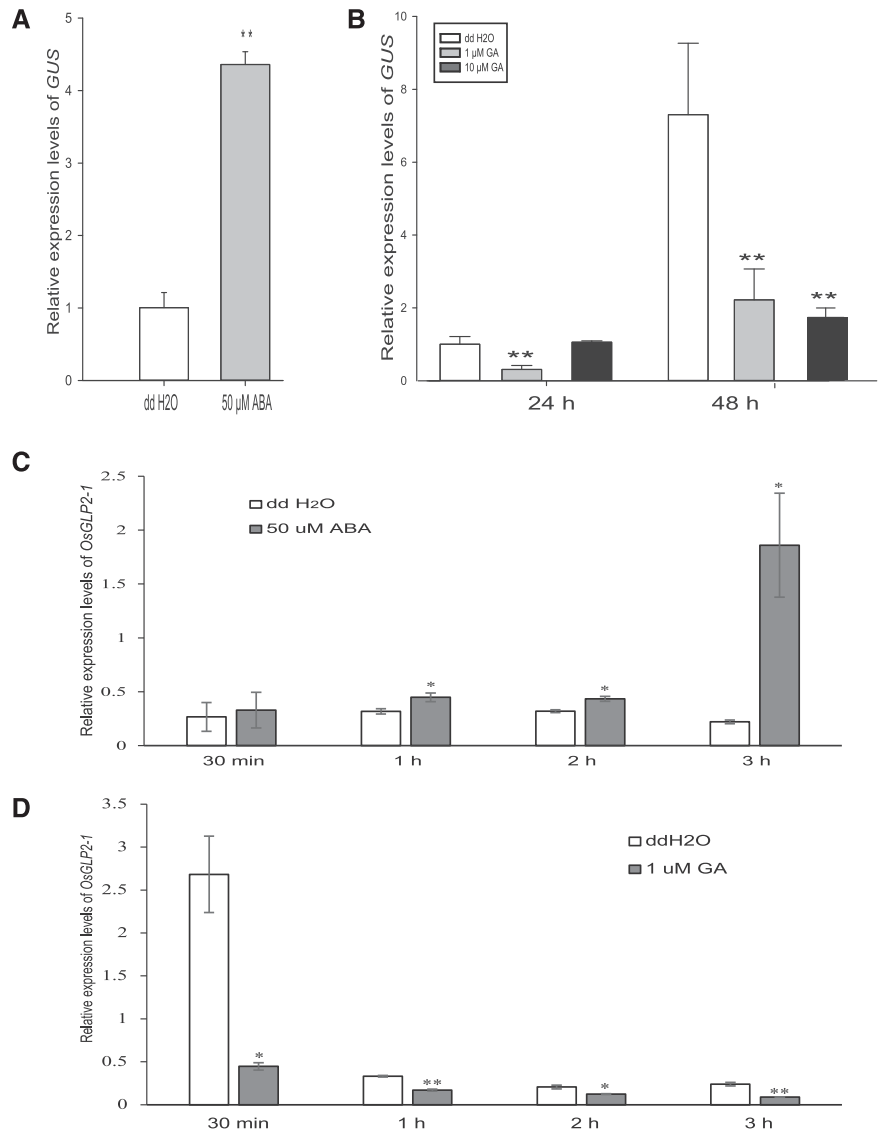 A
Relative expression levels of GUS
5
4
3
2
1
0
**
dd H2O
50 µM ABA
B
Relative expression levels of GUS
10
8
6
4
2
0
dd H2O
1 µM GA
10 µM GA
**
**
**
24 h
48 h
C
Relative expression levels of OsGLP2-1
2.5
2
1.5
1
0.5
0
dd H2O
50 uM ABA
*
*
*
30 min
1 h
2 h
3 h
D
Relative expression levels of OsGLP2-1
3.5
3
2.5
2
1.5
1
0.5
0
ddH2O
1 uM GA
*
**
*
**
30 min
1 h
2 h
3 h